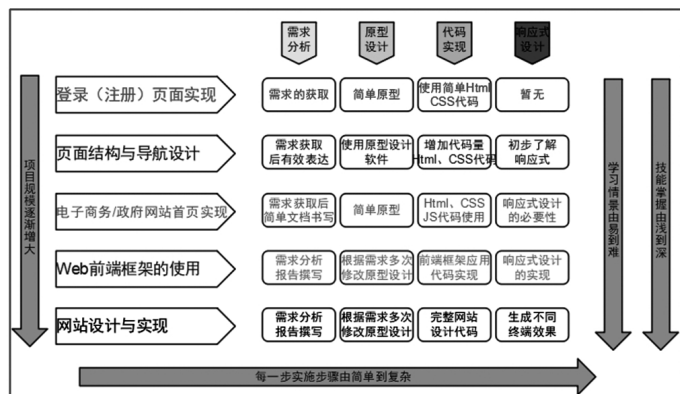 需求
分析
原型
设计
代码
实现
响应式
设计
登录（注册）页面实现
需求的获取
简单原型
使用简单Html
CSS代码
暂无
页面结构与导航设计
需求获取
后有效表达
使用原型设计
软件
增加代码量
Html、CSS代码
初步了解
响应式
电子商务/政府网站首页实现
需求获取后
简单文档书写
简单原型
Html、CSS
JS代码使用
响应式设计
的必要性
Web前端框架的使用
需求分析
报告撰写
根据需求多次
修改原型设计
前端框架应用
代码实现
响应式设计
的实现
网站设计与实现
需求分析
报告撰写
根据需求多次
修改原型设计
完整网站
设计代码
生成不同
终端效果
项目规模逐渐增大
学习情景由易到难
技能掌握由浅到深
每一步实施步骤由简单到复杂